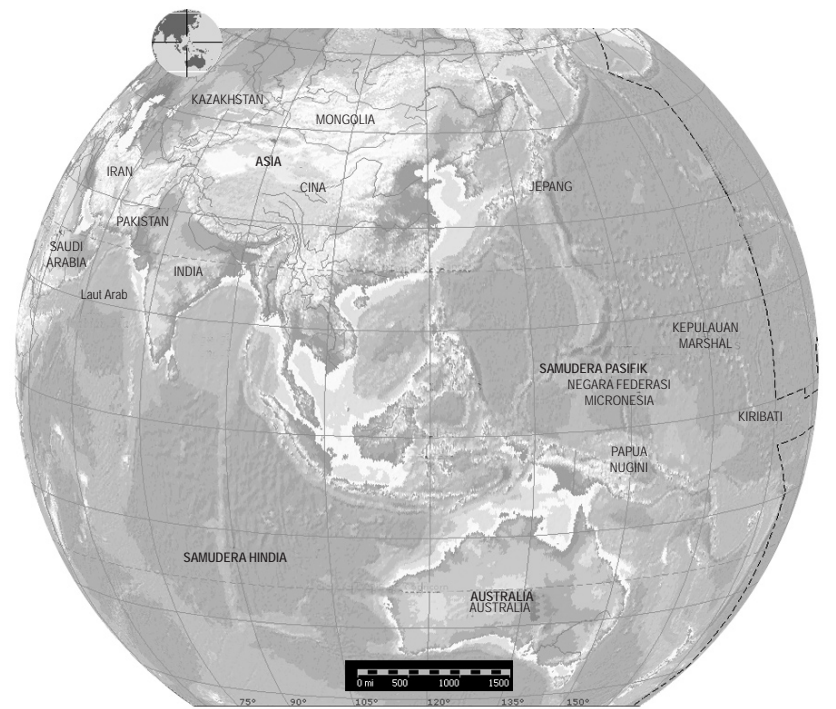 KAZAKHSTAN
MONGOLIA
ASIA
IRAN
CINA
JEPANG
PAKISTAN
SAUDI
ARABIA
INDIA
Laut Arab
KEPULAUAN
MARSHAL
SAMUDERA PASIFIK
NEGARA FEDERASI
MICRONESIA
KIRIBATI
PAPUA
NUGINI
SAMUDERA HINDIA
AUSTRALIA
AUSTRALIA
0 mi 500 1000 1500
75° 90° 105° 120° 135° 150°